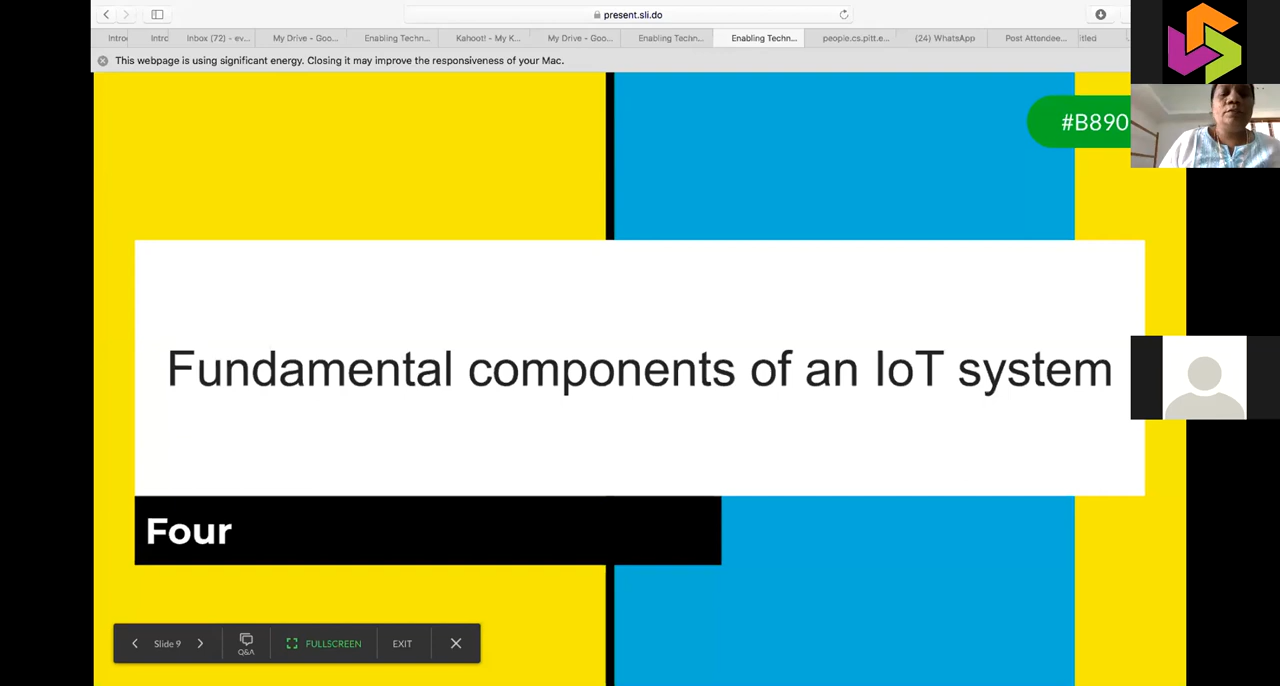 present.sli.do
Introd
Intro
Inbox (72) - ev...
My Drive - Goo...
Enabling Techn...
Kahoot! - My K...
My Drive - Goo...
Enabling Techn...
Enabling Techn...
people.cs.pitt.e...
(24) WhatsApp
Post Attendee...
itled
This webpage is using significant energy. Closing it may improve the responsiveness of your Mac.
#B890
Fundamental components of an IoT system
Four
Slide 9
Q&A
FULLSCREEN
EXIT